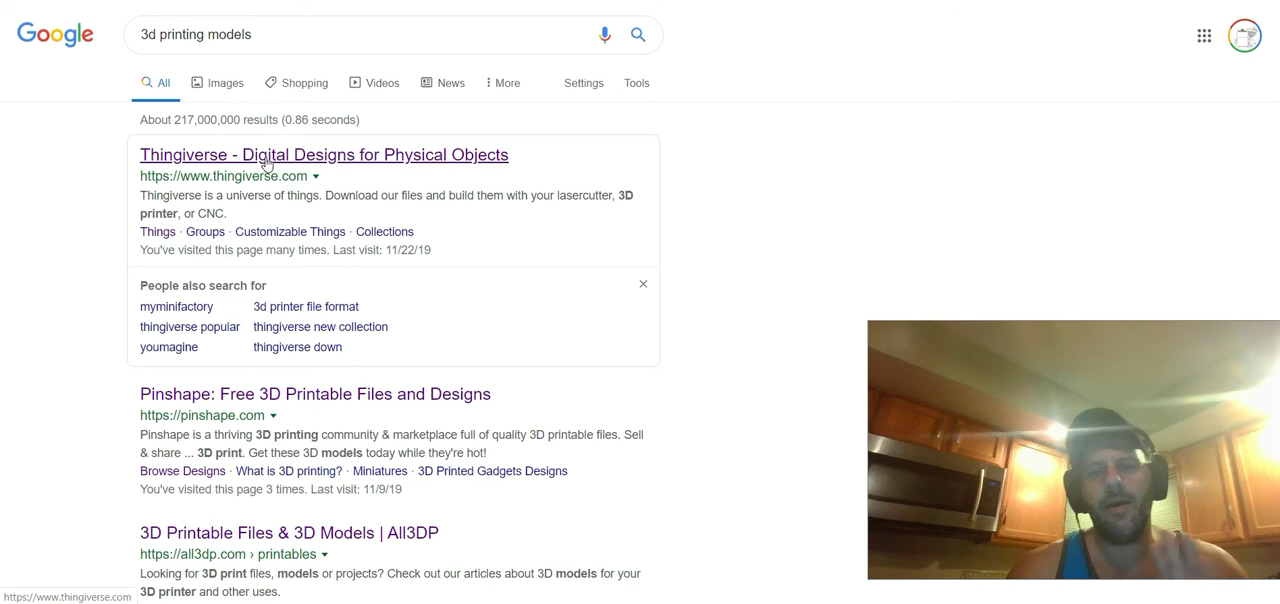 Google
3d printing models
All Images Shopping Videos News More Settings Tools
About 217,000,000 results (0.86 seconds)
Thingiverse - Digital Designs for Physical Objects
https://www.thingiverse.com
Thingiverse is a universe of things. Download our files and build them with your lasercutter, 3D
printer, or CNC.
Things · Groups · Customizable Things · Collections
You've visited this page many times. Last visit: 11/22/19
People also search for
myminifactory 3d printer file format
thingiverse popular thingiverse new collection
youmagine thingiverse down
Pinshape: Free 3D Printable Files and Designs
https://pinshape.com
Pinshape is a thriving 3D printing community & marketplace full of quality 3D printable files. Sell
& share ... 3D print. Get these 3D models today while they're hot!
Browse Designs · What is 3D printing? · Miniatures · 3D Printed Gadgets Designs
You've visited this page 3 times. Last visit: 11/9/19
3D Printable Files & 3D Models | All3DP
https://all3dp.com › printables
Looking for 3D print files, models or projects? Check out our articles about 3D models for your
3D printer and other uses.
https://www.thingiverse.com